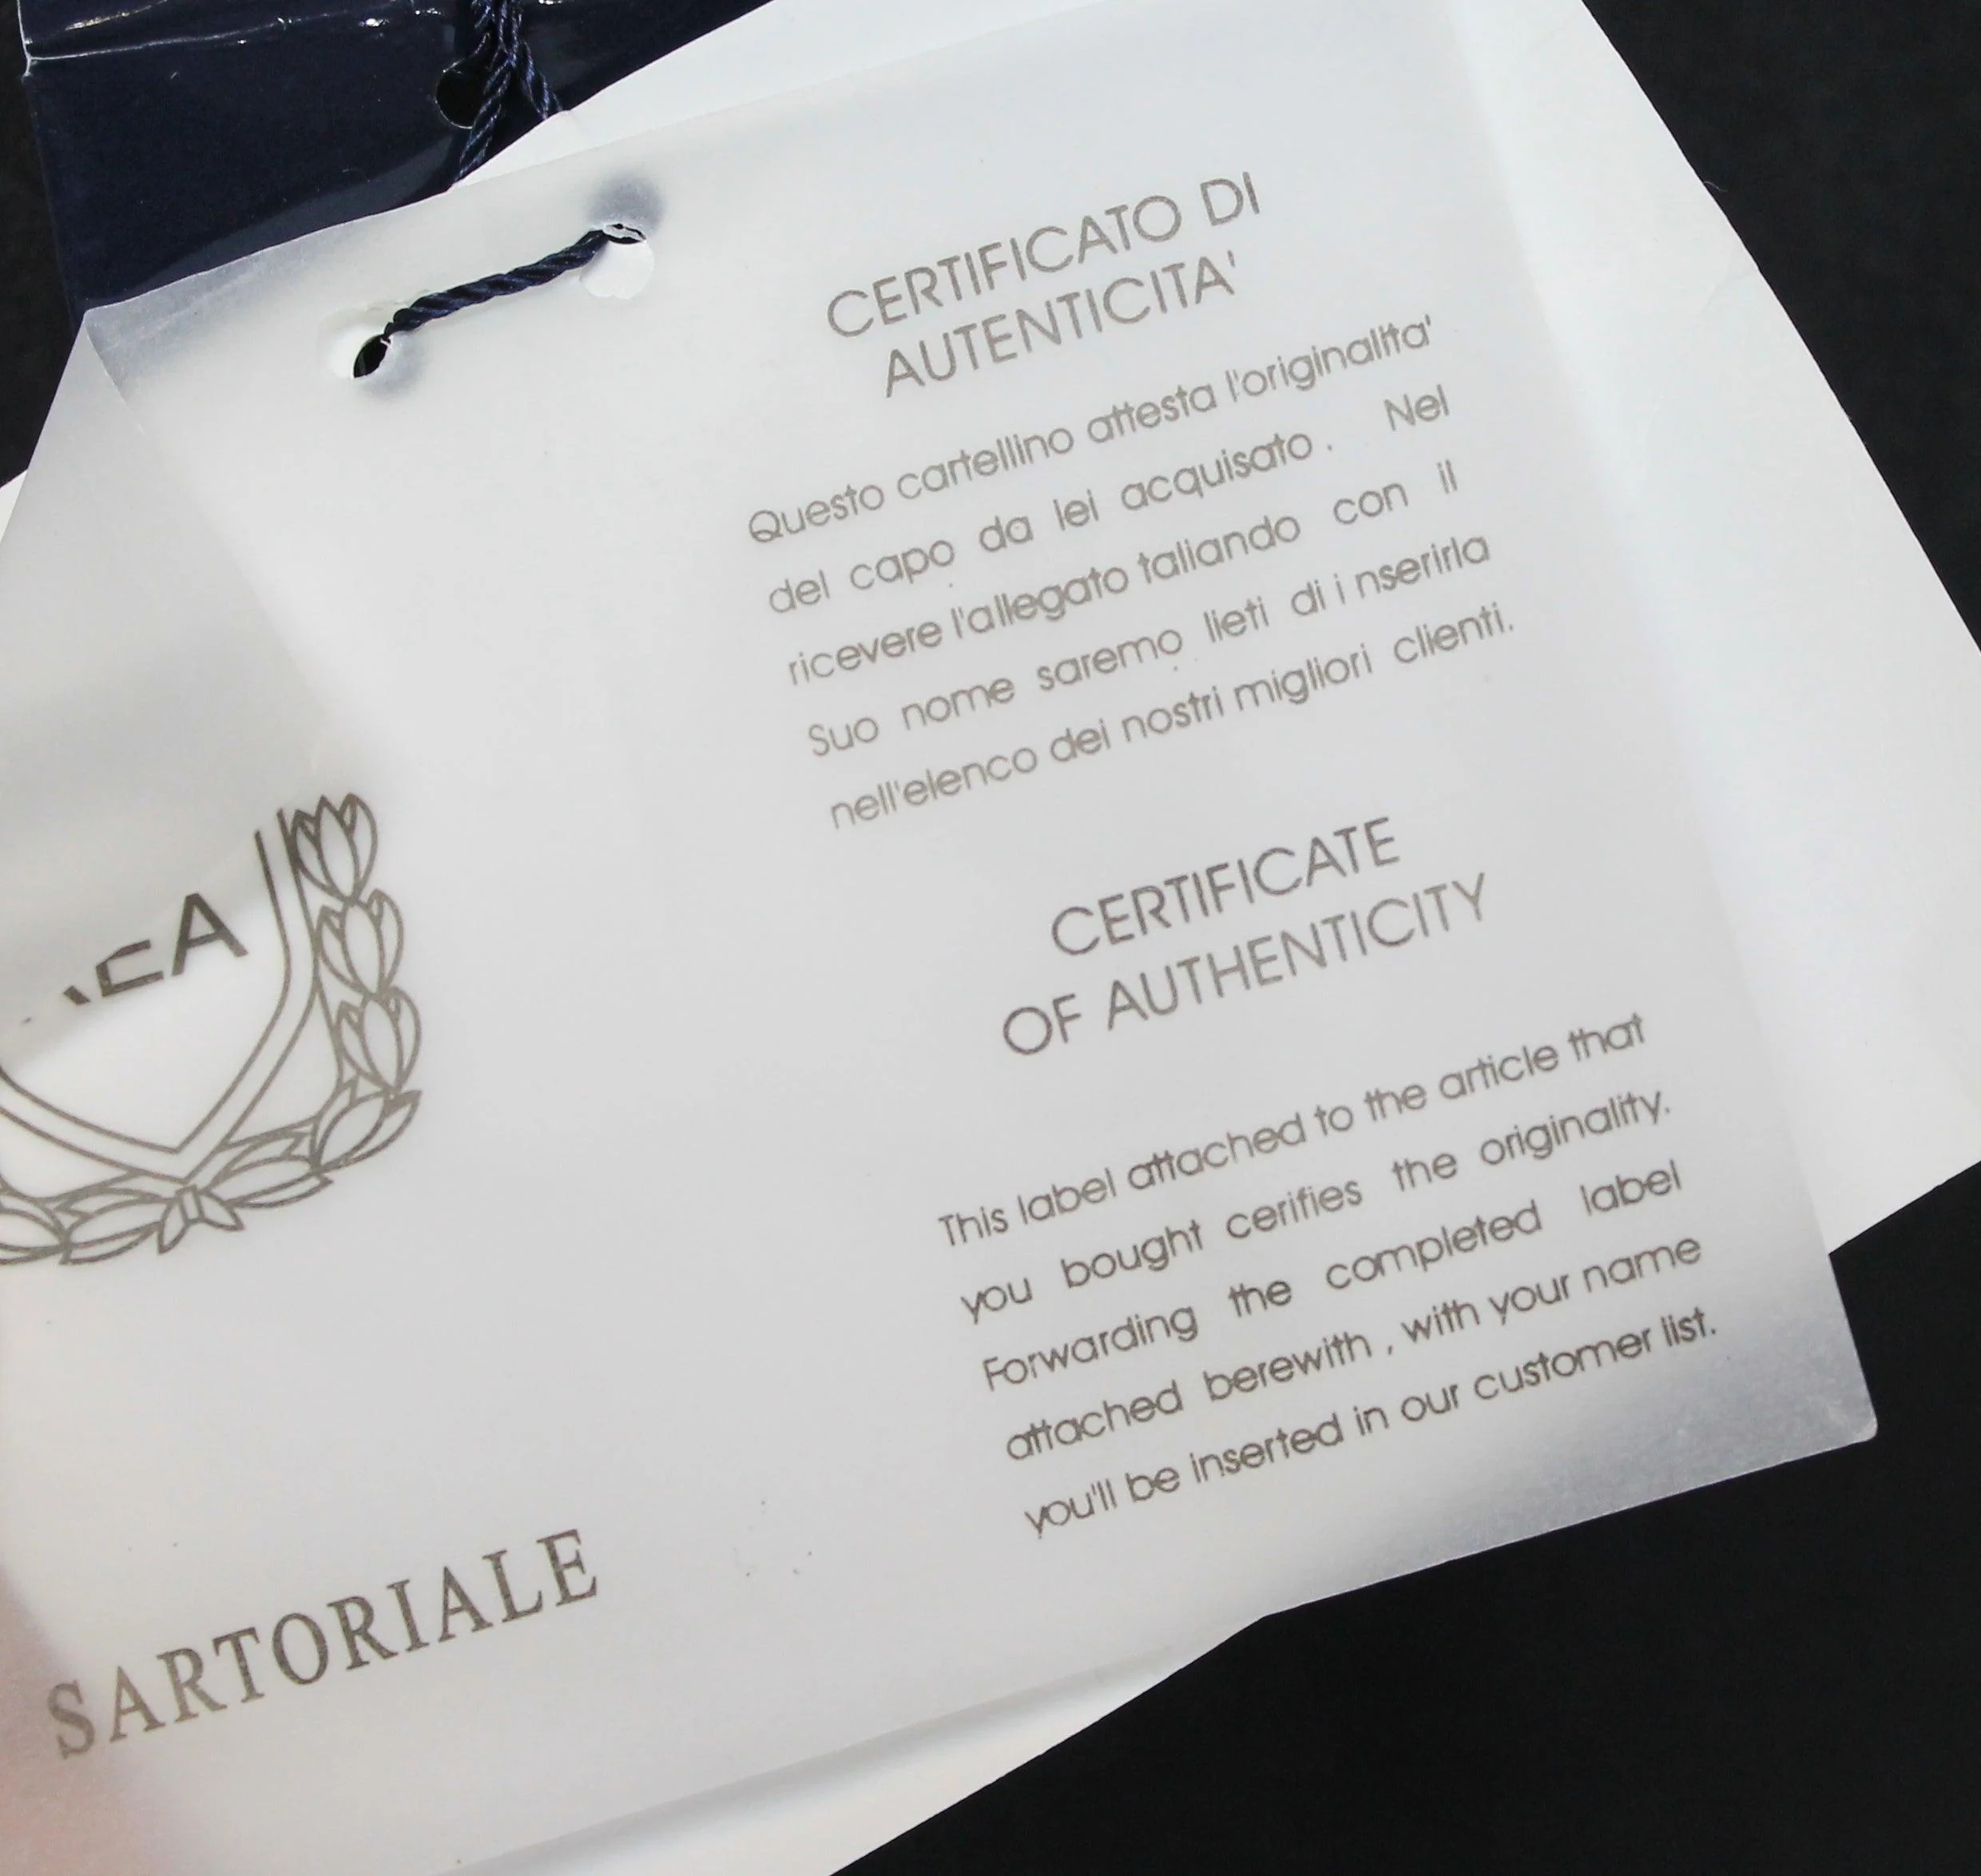 CERTIFICATO DI
AUTENTICITA'
Questo cartellino attesta l'originalita'
del capo da lei acquisato . Nel
ricevere l'allegato taliando con il
Suo nome saremo lieti di i nserirla
nell'elenco dei nostri migliori clienti.
CERTIFICATE
OF AUTHENTICITY
This label attached to the article that
you bought cerifies the originality.
Forwarding the completed label
attached berewith , with your name
you'll be inserted in our customer list.
SARTORIALE